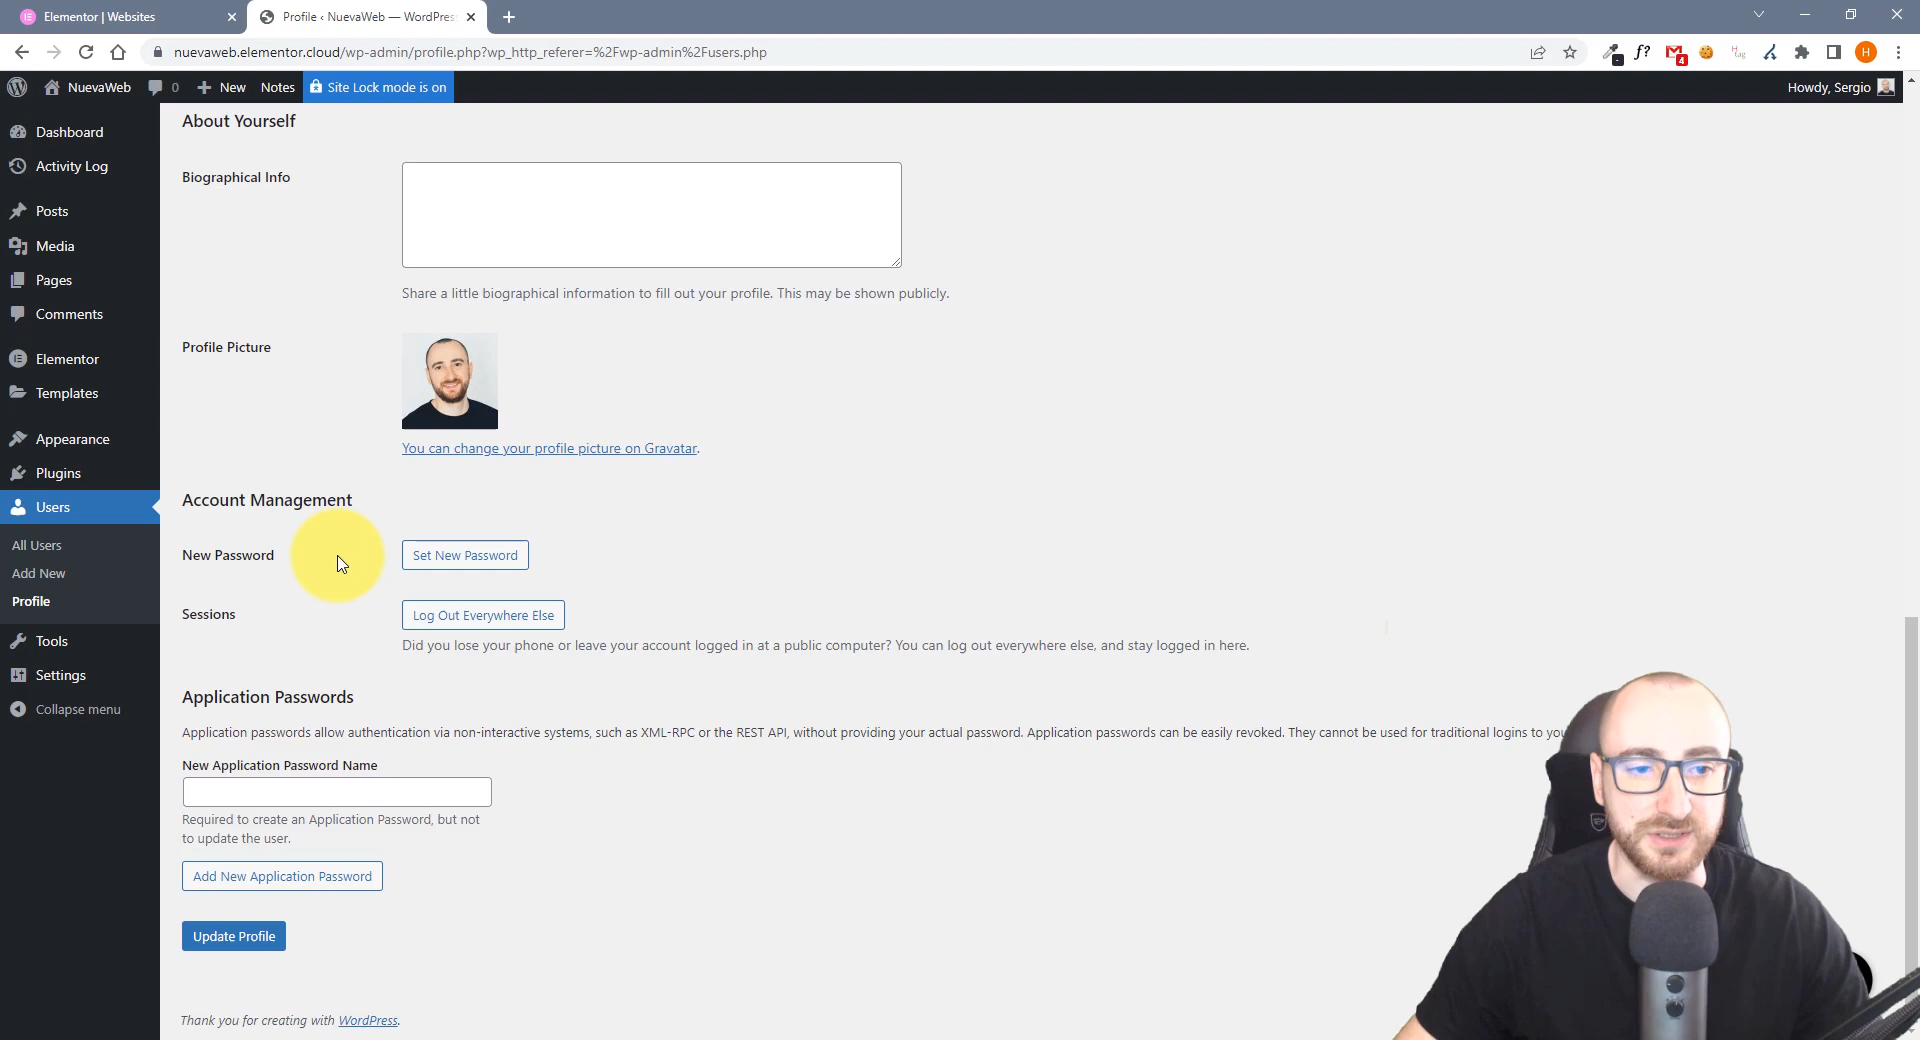 Elementor | Websites
Profile ‹ NuevaWeb — WordPress
nuevaweb.elementor.cloud/wp-admin/profile.php?wp_http_referer=%2Fwp-admin%2Fusers.php
f?
4
H
NuevaWeb
0
New
Notes
Site Lock mode is on
Howdy, Sergio
Dashboard
Activity Log
Posts
Media
Pages
Comments
Elementor
Templates
Appearance
Plugins
Users
All Users
Add New
Profile
Tools
Settings
Collapse menu
About Yourself
Biographical Info
Share a little biographical information to fill out your profile. This may be shown publicly.
Profile Picture
You can change your profile picture on Gravatar.
Account Management
New Password
Set New Password
Sessions
Log Out Everywhere Else
Did you lose your phone or leave your account logged in at a public computer? You can log out everywhere else, and stay logged in here.
Application Passwords
Application passwords allow authentication via non-interactive systems, such as XML-RPC or the REST API, without providing your actual password. Application passwords can be easily revoked. They cannot be used for traditional logins to you
New Application Password Name
Required to create an Application Password, but not
to update the user.
Add New Application Password
Update Profile
Thank you for creating with WordPress.